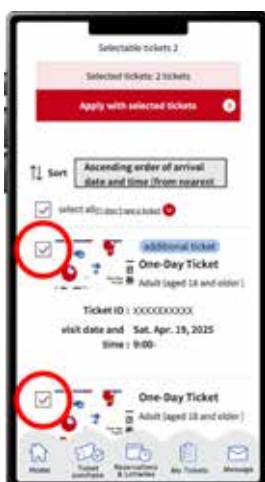 Selectable tickets 2
Selected tickets: 2 tickets
Apply with selected tickets
Sort
Ascending order of arrival
date and time (from nearest
select all
additional ticket
One-Day Ticket
Adult (aged 18 and older)
Ticket ID : XXXXXXXXXX
visit date and time : Sat. Apr. 19, 2025
9:00-
One-Day Ticket
Adult (aged 18 and older)
Home
Ticket purchase
Reservations & Lotteries
My Tickets
Message